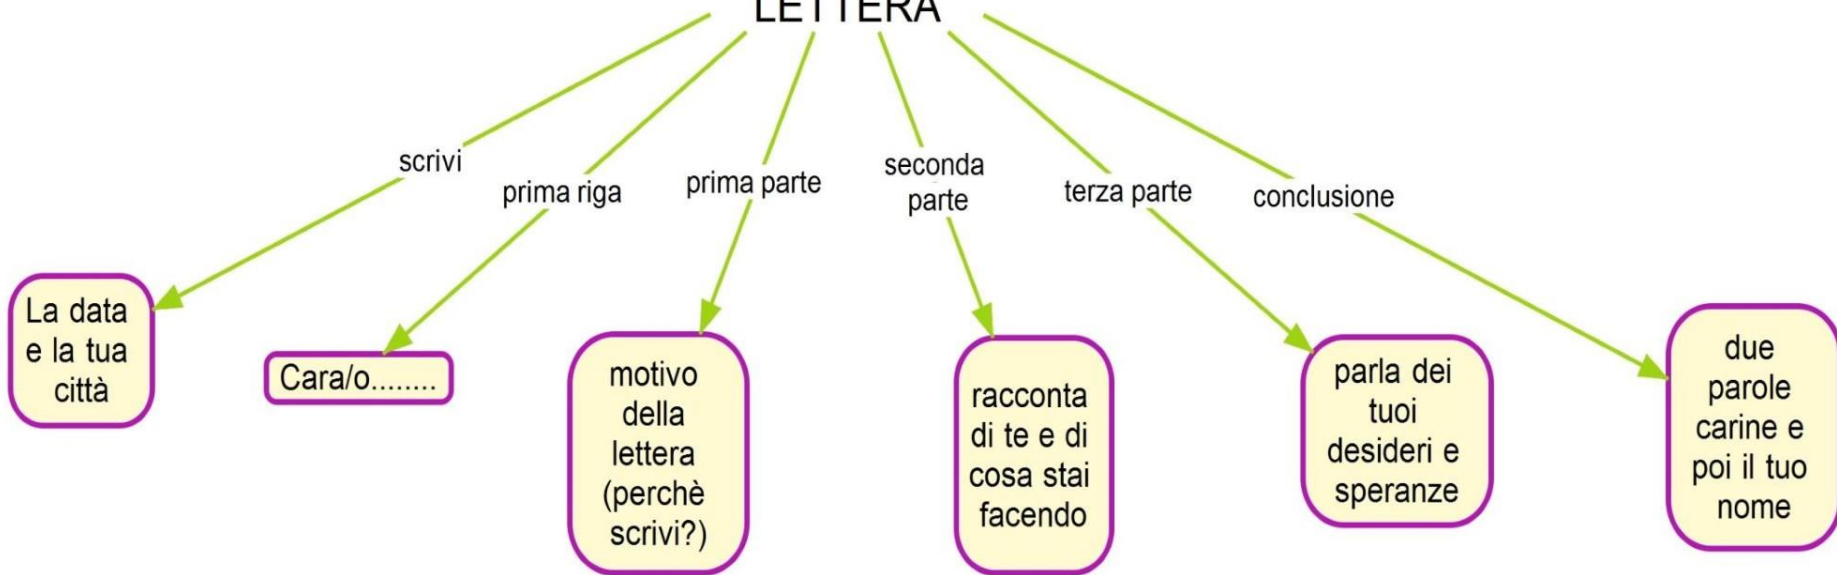 LETTERA
scrivi
prima riga
prima parte
seconda
parte
terza parte
conclusione
La data
e la tua
città
Cara/o........
motivo
della
lettera
(perchè
scrivi?)
racconta
di te e di
cosa stai
facendo
parla dei
tuoi
desideri e
speranze
due
parole
carine e
poi il tuo
nome